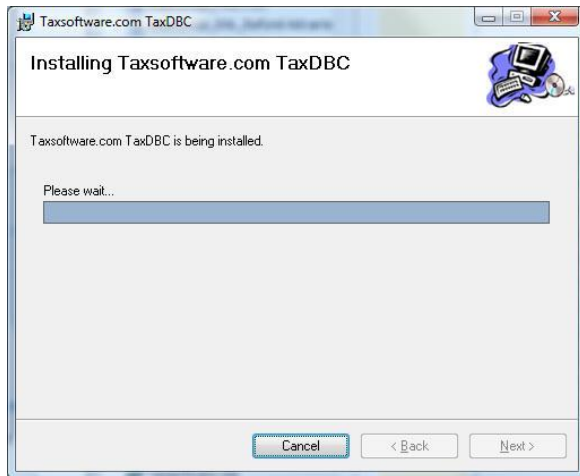 Taxsoftware.com TaxDBC
Installing Taxsoftware.com TaxDBC
Taxsoftware.com TaxDBC is being installed.
Please wait...
Cancel
< Back
Next >